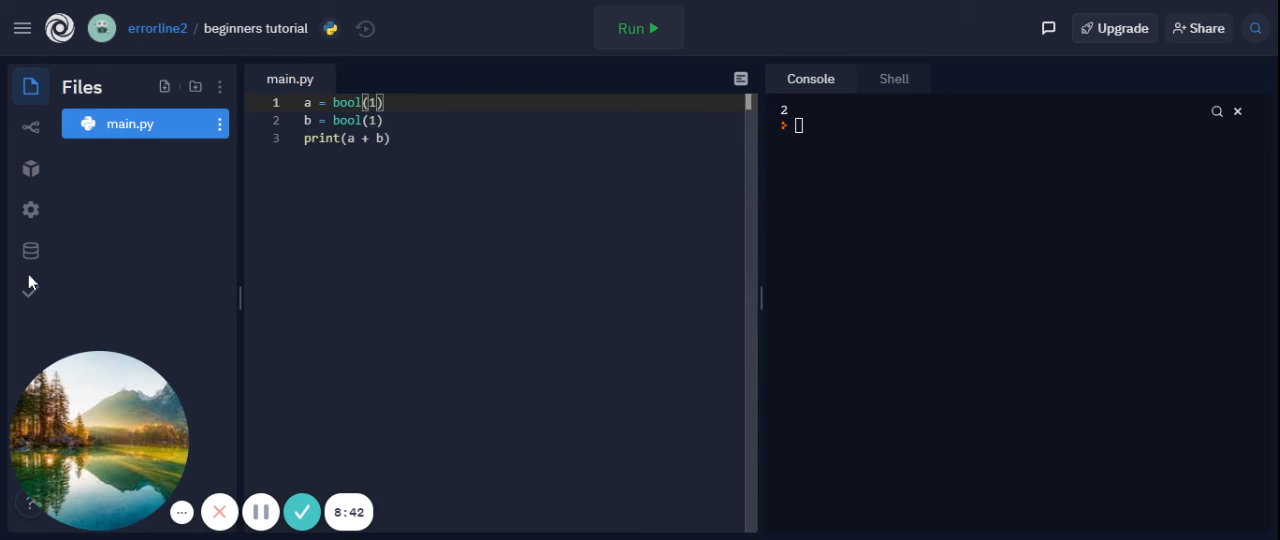 errorline2 / beginners tutorial
Run
Upgrade
Share
Files
main.py
main.py
1 a = bool(1)
2 b = bool(1)
3 print(a + b)
Console
Shell
2
?
8:42